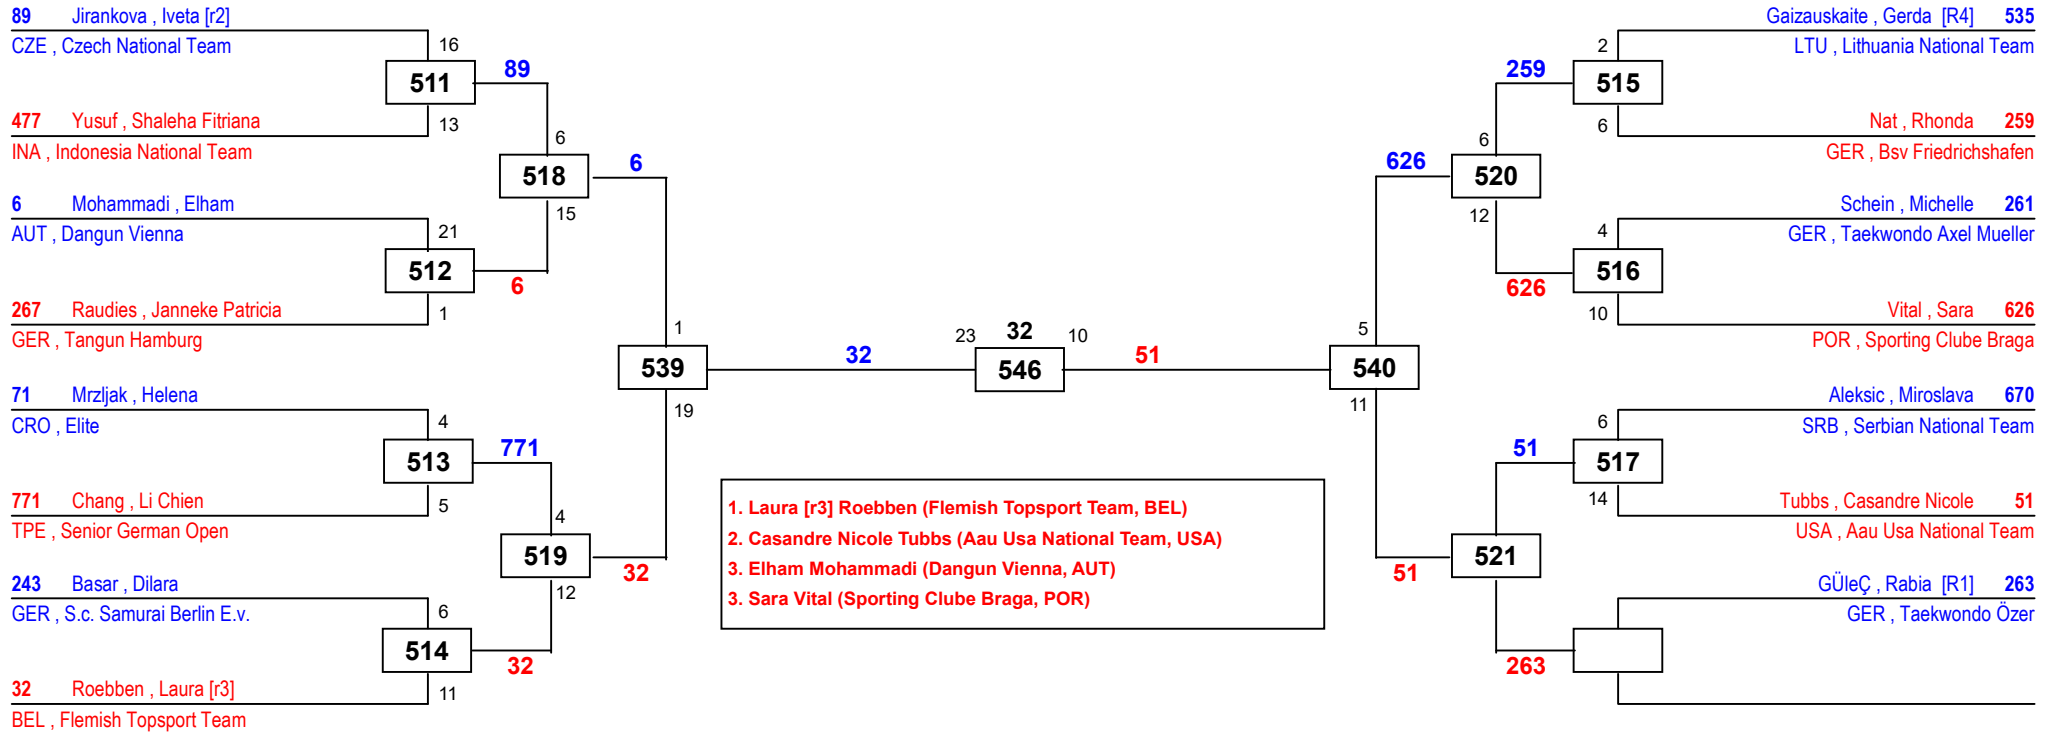 89 Jirankova , Iveta [r2]
CZE , Czech National Team
16
511
89
13
477 Yusuf , Shaleha Fitriana
INA , Indonesia National Team
6
518
6
15
6 Mohammadi , Elham
AUT , Dangun Vienna
21
512
6
1
267 Raudies , Janneke Patricia
GER , Tangun Hamburg
1
539
32
19
71 Mrzljak , Helena
CRO , Elite
4
513
771
5
771 Chang , Li Chien
TPE , Senior German Open
4
519
32
12
243 Basar , Dilara
GER , S.c. Samurai Berlin E.v.
6
514
32
11
32 Roebben , Laura [r3]
BEL , Flemish Topsport Team
23 32 10
546
51
1. Laura [r3] Roebben (Flemish Topsport Team, BEL)
2. Casandre Nicole Tubbs (Aau Usa National Team, USA)
3. Elham Mohammadi (Dangun Vienna, AUT)
3. Sara Vital (Sporting Clube Braga, POR)
Gaizauskaite , Gerda [R4] 535
LTU , Lithuania National Team
2
259
515
6
Nat , Rhonda 259
GER , Bsv Friedrichshafen
6
626
520
12
Schein , Michelle 261
GER , Taekwondo Axel Mueller
4
516
626
10
Vital , Sara 626
POR , Sporting Clube Braga
5
540
11
Aleksic , Miroslava 670
SRB , Serbian National Team
6
51
517
14
Tubbs , Casandre Nicole 51
USA , Aau Usa National Team
521
51
GÜleÇ , Rabia [R1] 263
GER , Taekwondo Özer
263